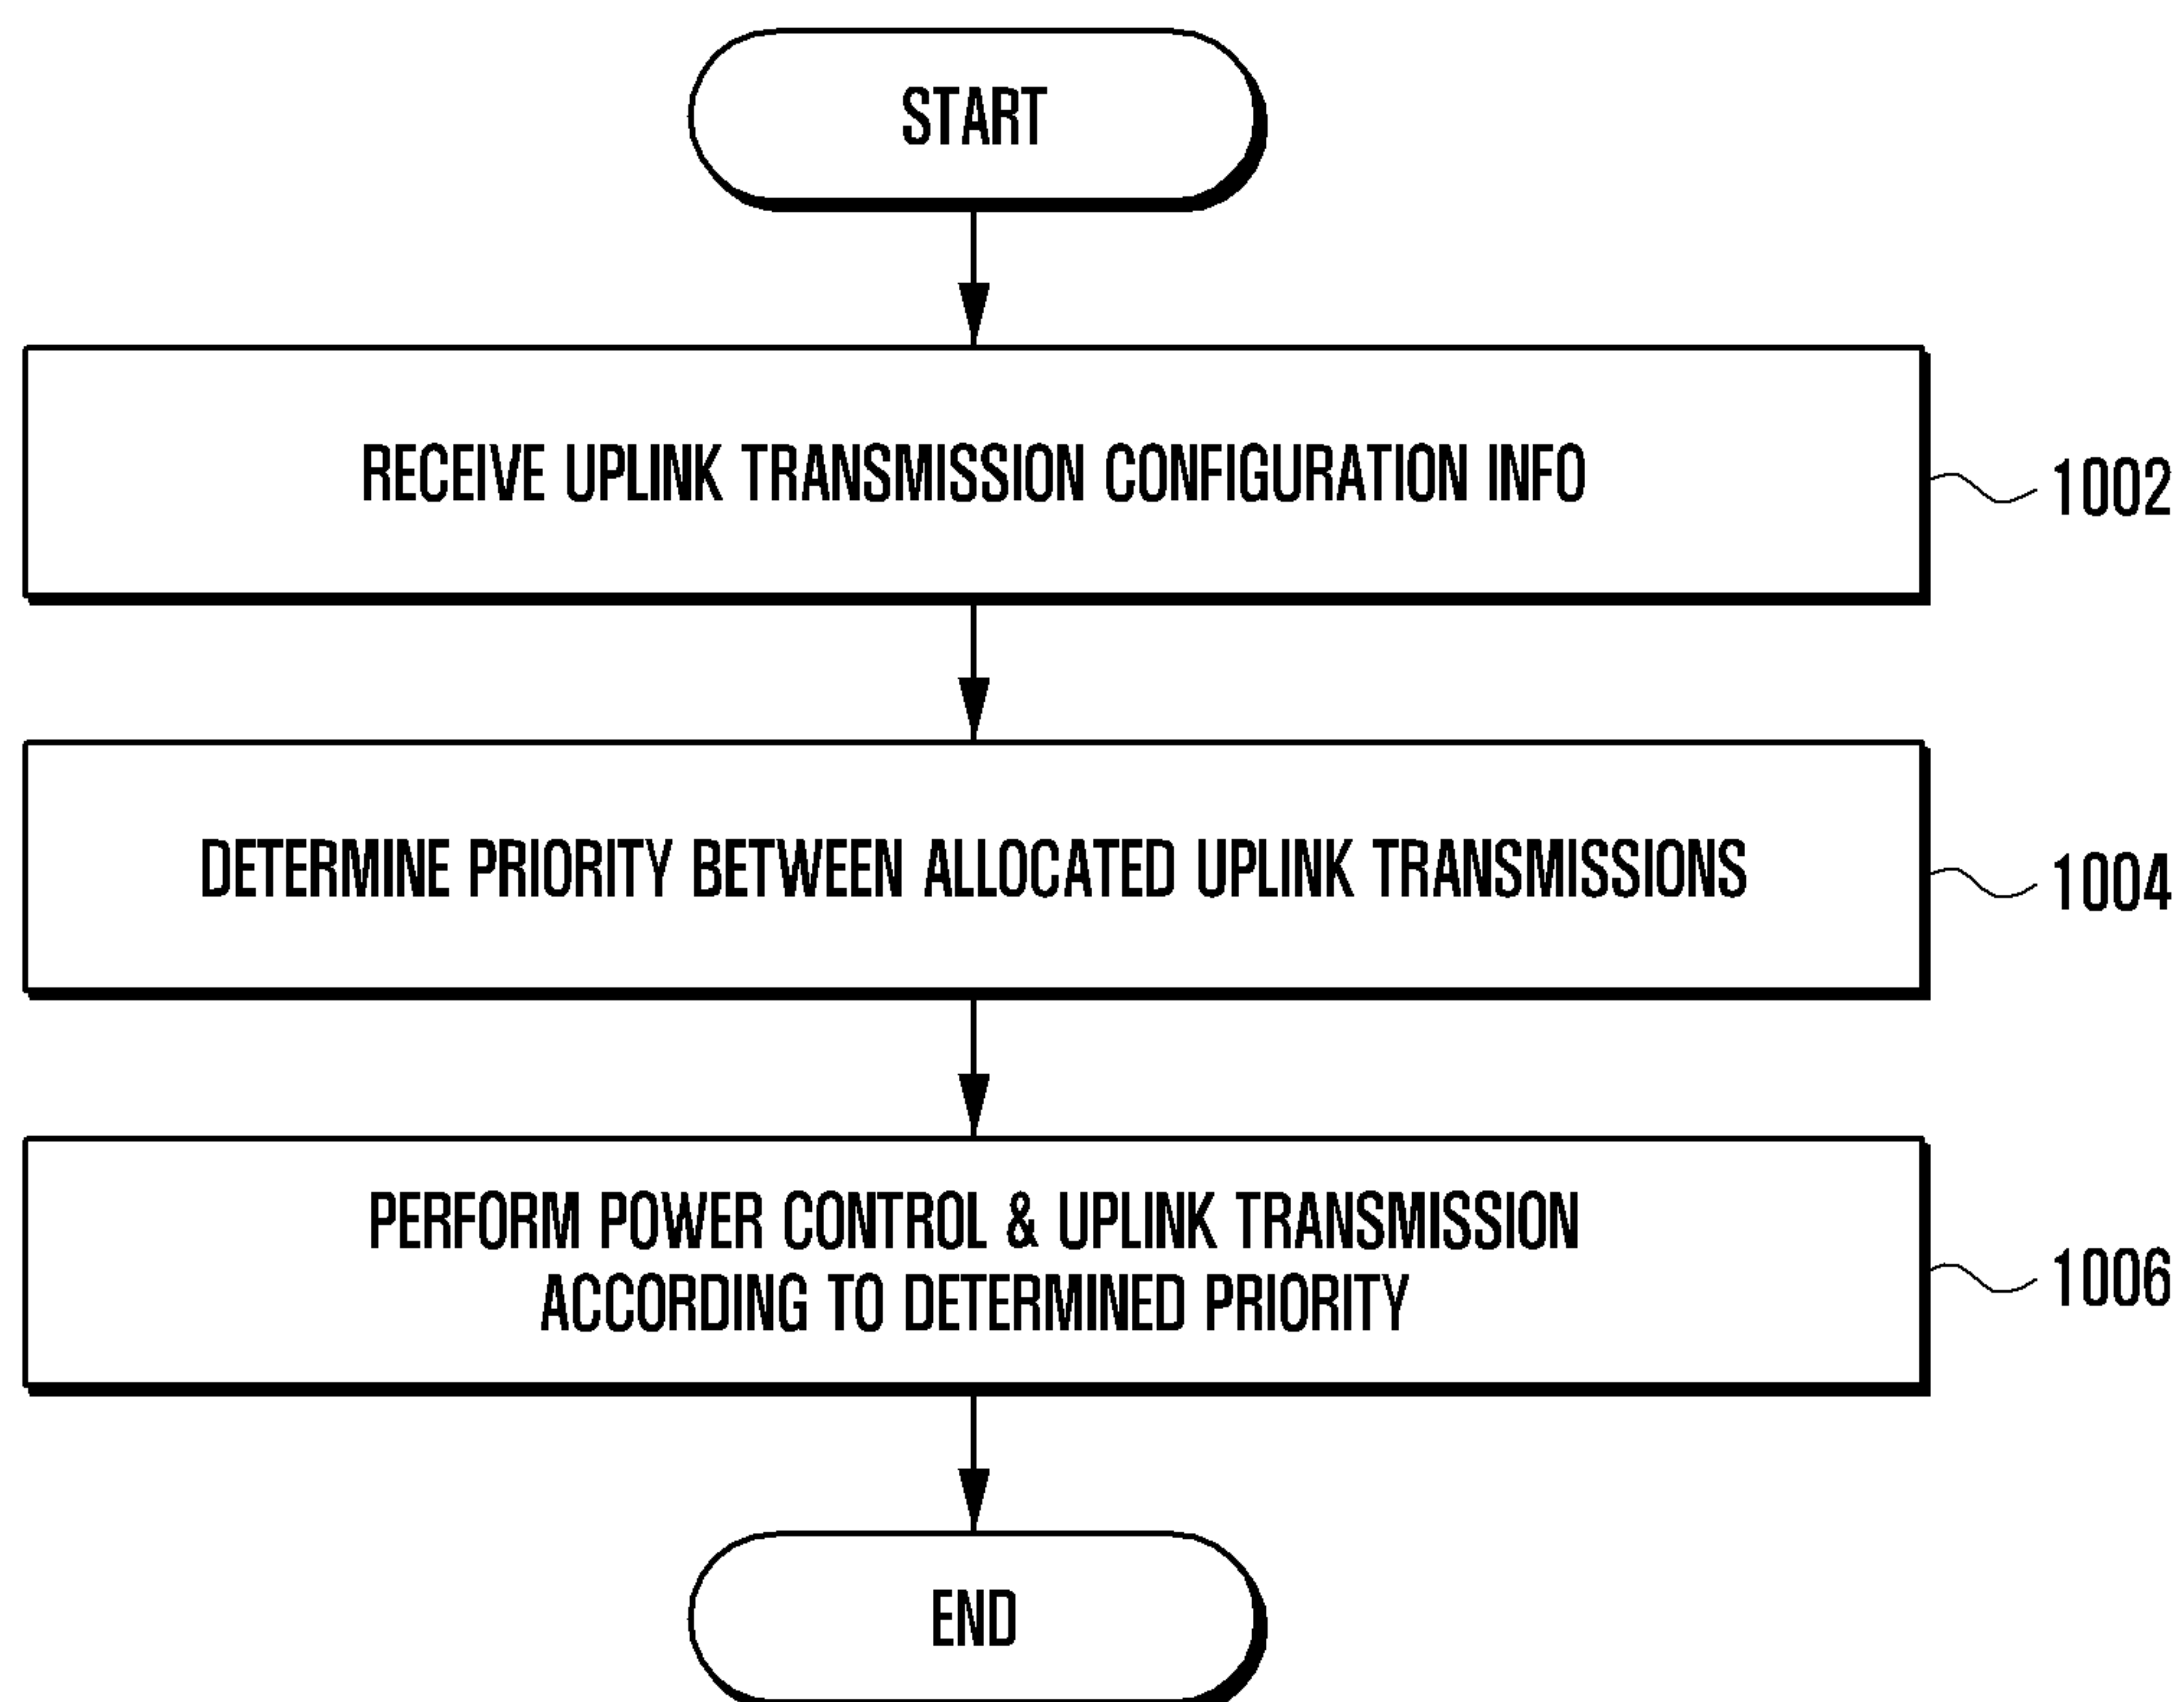 START
RECEIVE UPLINK TRANSMISSION CONFIGURATION INFO
1002
DETERMINE PRIORITY BETWEEN ALLOCATED UPLINK TRANSMISSIONS
1004
PERFORM POWER CONTROL & UPLINK TRANSMISSION
ACCORDING TO DETERMINED PRIORITY
1006
END